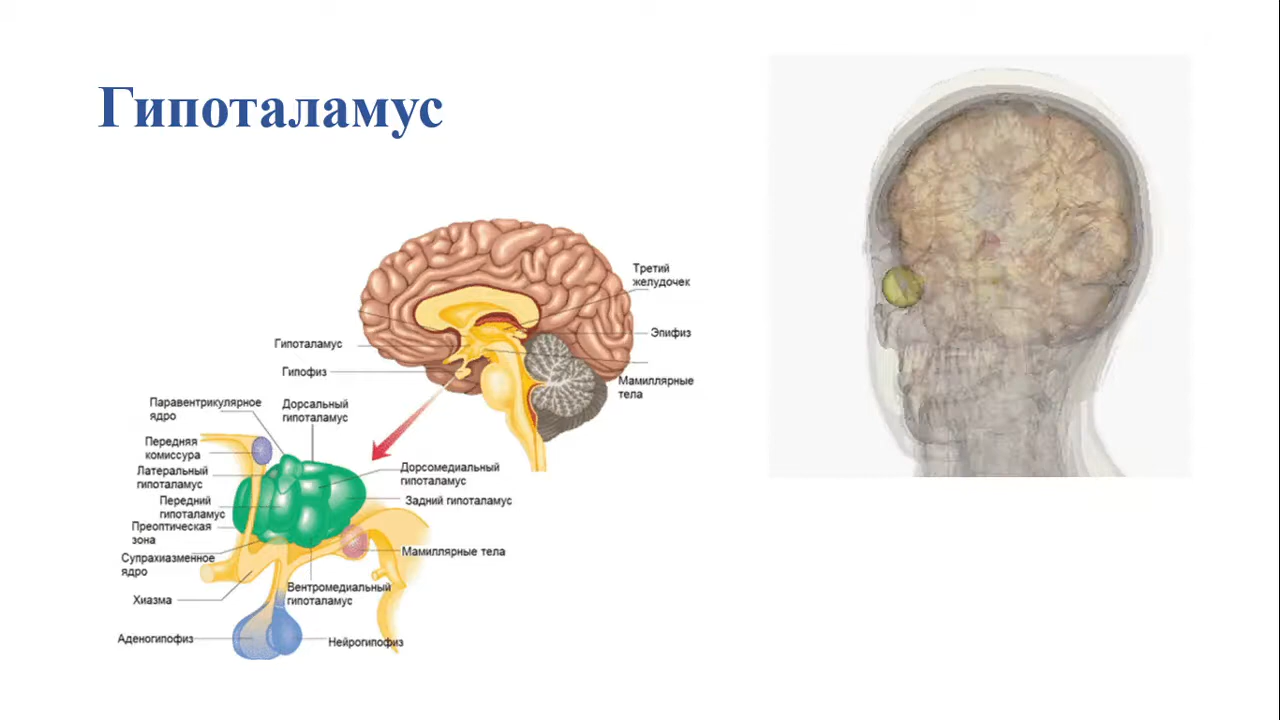 Гипоталамус
Третий
желудочек
Эпифиз
Гипоталамус
Гипофиз
Мамиллярные
тела
Паравентрикулярное
ядро
Дорсальный
гипоталамус
Передняя
комиссура
Латеральный
гипоталамус
Передний
гипоталамус
Преоптическая
зона
Супрахиазменное
ядро
Хиазма
Аденогипофиз
Дорсомедиальный
гипоталамус
Задний гипоталамус
Мамиллярные тела
Вентромедиальный
гипоталамус
Нейрогипофиз